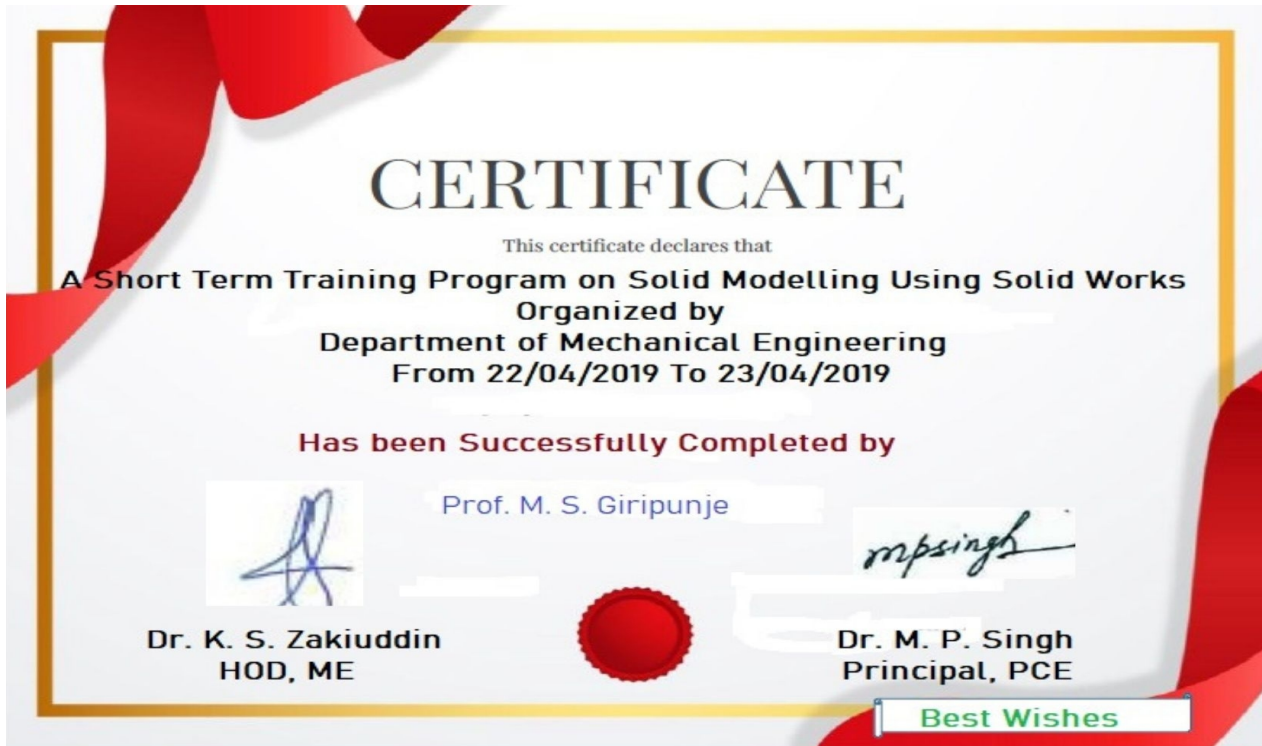 CERTIFICATE
This certificate declares that
A Short Term Training Program on Solid Modelling Using Solid Works
Organized by
Department of Mechanical Engineering
From 22/04/2019 To 23/04/2019
Has been Successfully Completed by
Prof. M. S. Giripunje
mpsingh
Dr. K. S. Zakiuddin
HOD, ME
Dr. M. P. Singh
Principal, PCE
Best Wishes